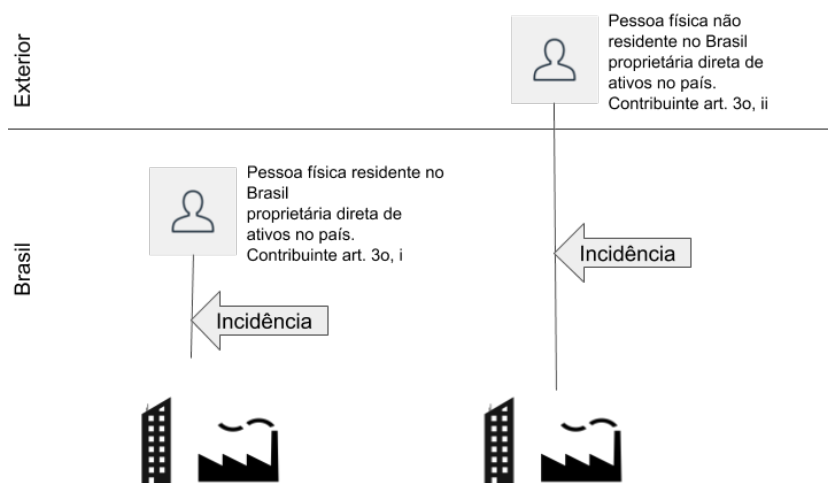 Exterior
Pessoa física não
residente no Brasil
proprietária direta de
ativos no país.
Contribuinte art. 3o, ii
Brasil
Pessoa física residente no
Brasil
proprietária direta de
ativos no país.
Contribuinte art. 3o, i
Incidência
Incidência